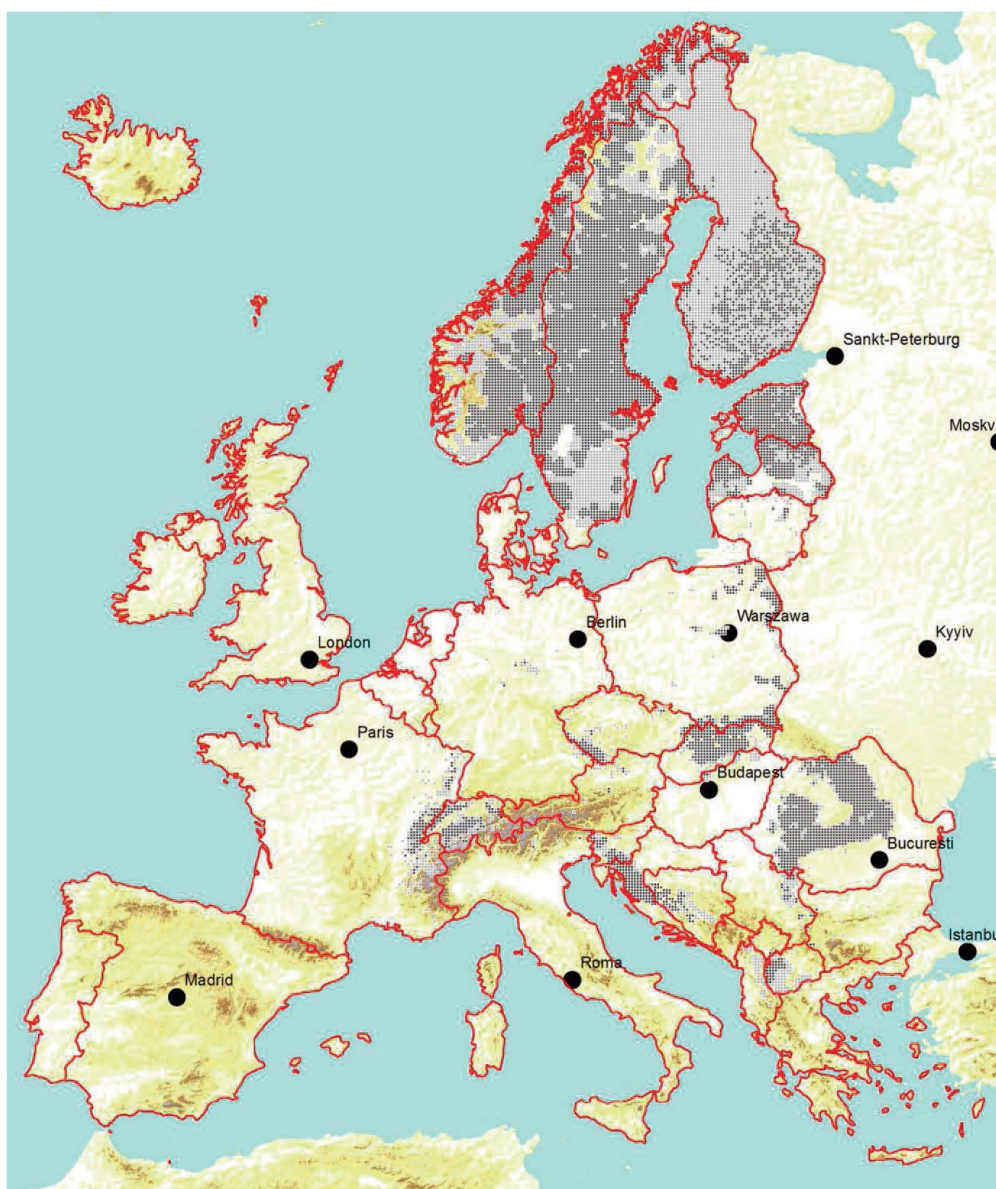 Sankt-Peterburg
Moskv
Berlin
Warszawa
Kyyiv
London
Paris
Budapest
Bucuresti
Istanbu
Roma
Madrid